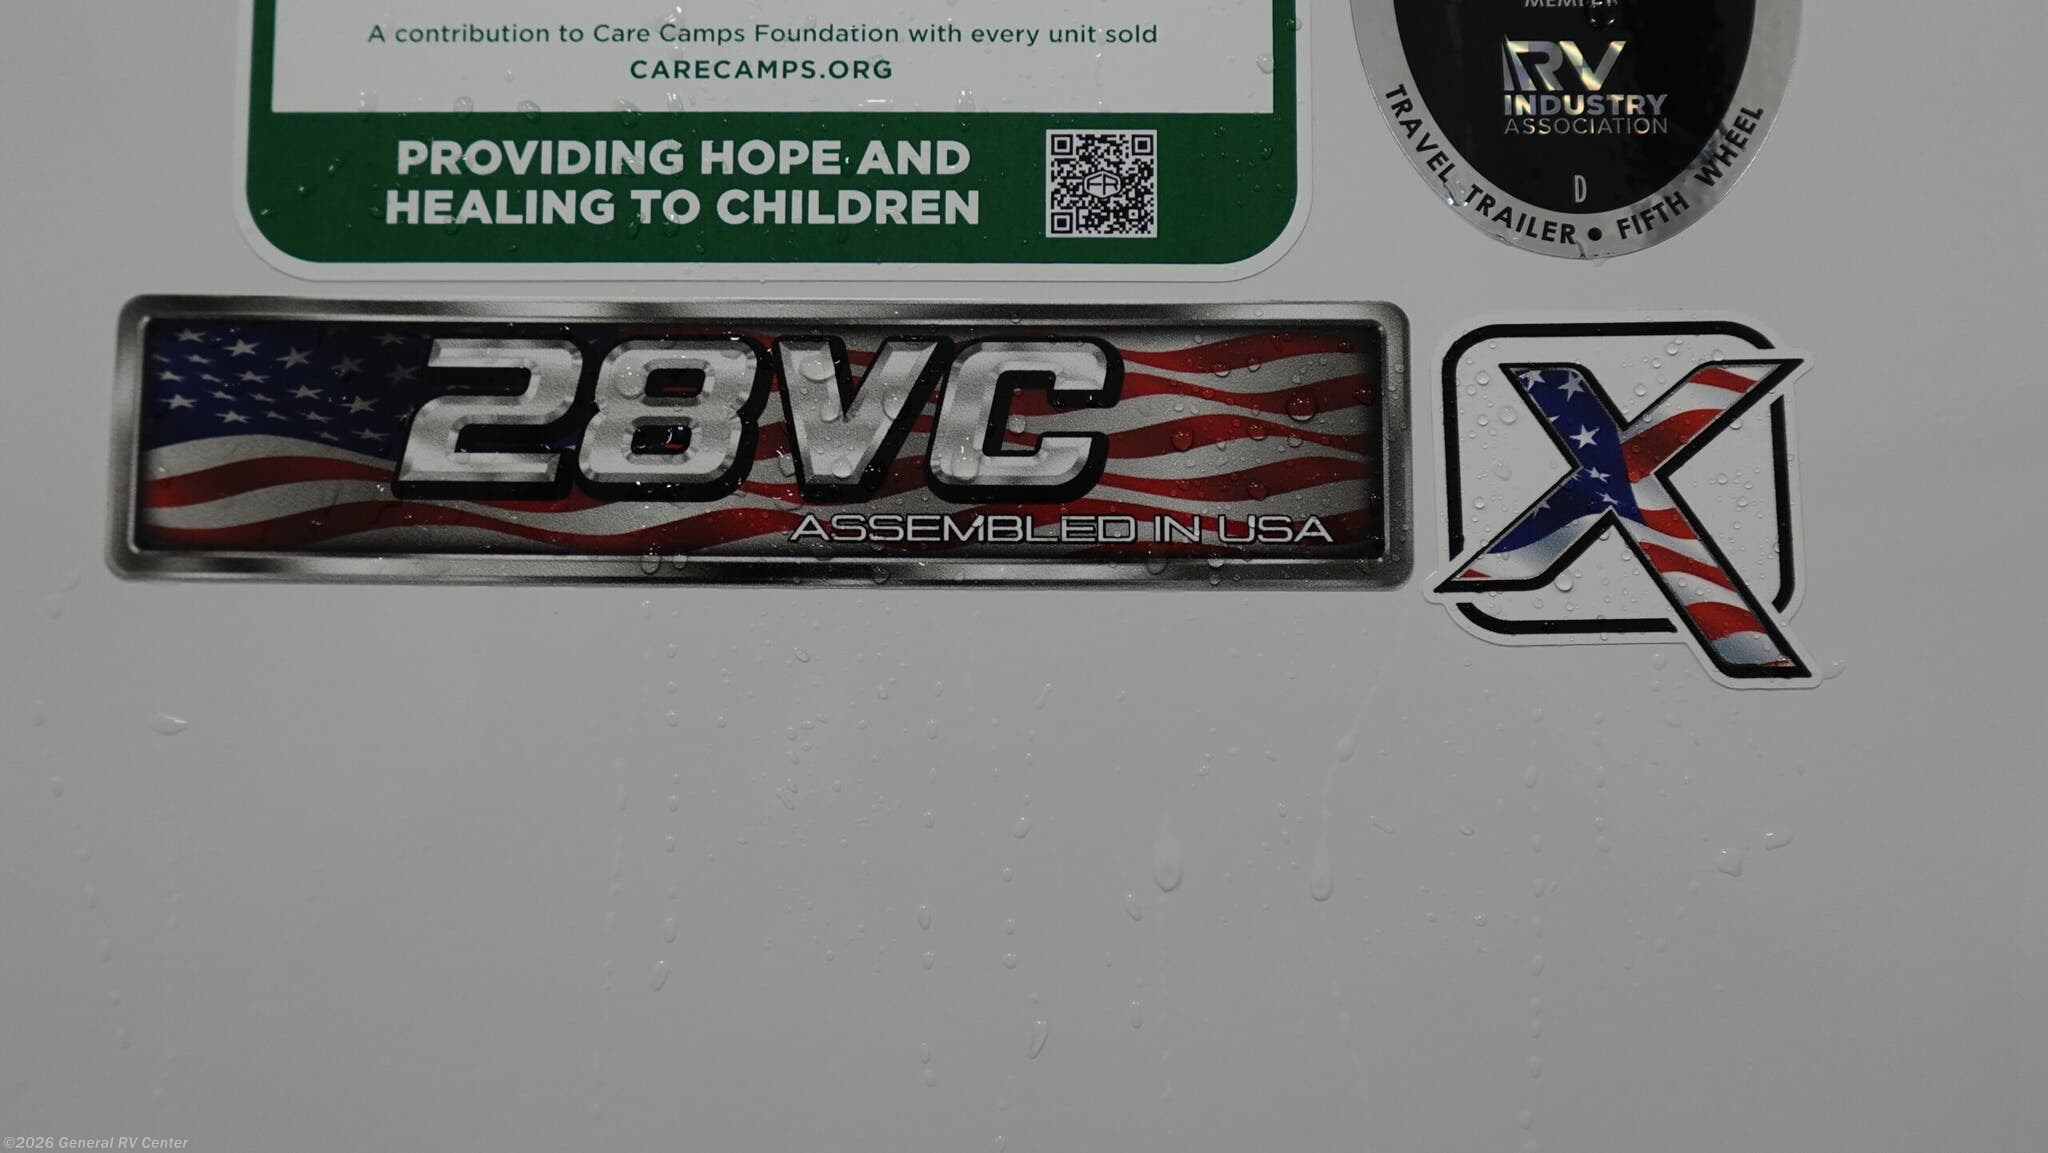 A contribution to Care Camps Foundation with every unit sold
CARECAMPS.ORG
PROVIDING HOPE AND
HEALING TO CHILDREN
MEMBER
RV
INDUSTRY
ASSOCIATION
D
TRAVEL TRAILER • FIFTH WHEEL
28VC
ASSEMBLED IN USA
X
©2026 General RV Center